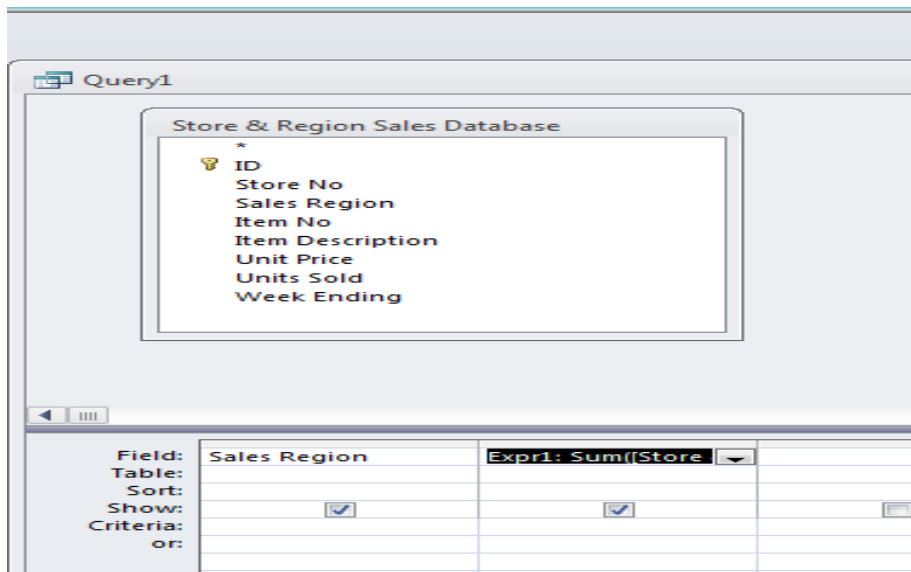 Query1
Store & Region Sales Database
*
ID
Store No
Sales Region
Item No
Item Description
Unit Price
Units Sold
Week Ending
Field: Sales Region Expr1: Sum([Store
Table:
Sort:
Show:
Criteria:
or: